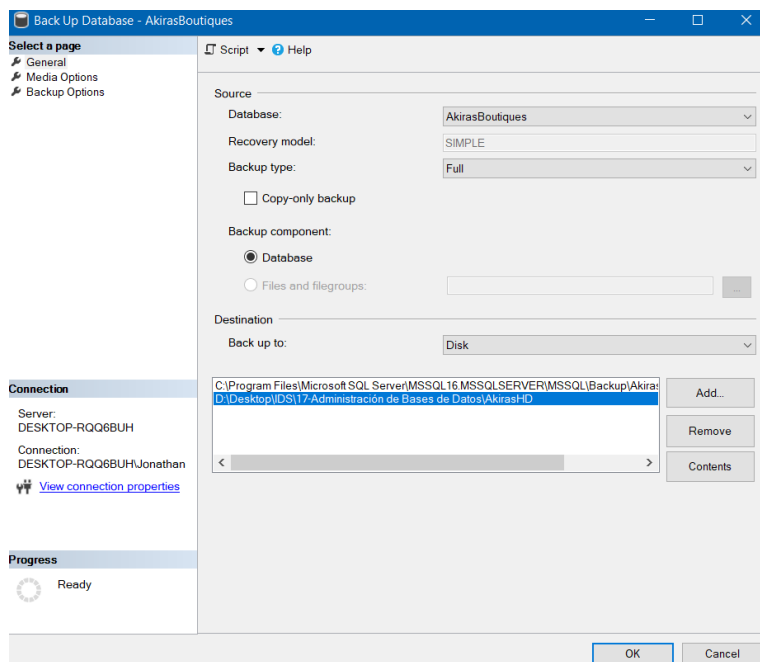 Back Up Database - AkirasBoutiques
Select a page
General
Media Options
Backup Options
Script
Help
Source
Database:
AkirasBoutiques
Recovery model:
SIMPLE
Backup type:
Full
Copy-only backup
Backup component:
Database
Files and filegroups:
...
Destination
Back up to:
Disk
C:\Program Files\Microsoft SQL Server\MSSQL16.MSSQLSERVER\MSSQL\Backup\Akiras
D:\Desktop\IDS\17-Administración de Bases de Datos\AkirasHD
Add...
Remove
Contents
Connection
Server:
DESKTOP-RQQ6BUH
Connection:
DESKTOP-RQQ6BUH\Jonathan
View connection properties
Progress
Ready
OK
Cancel